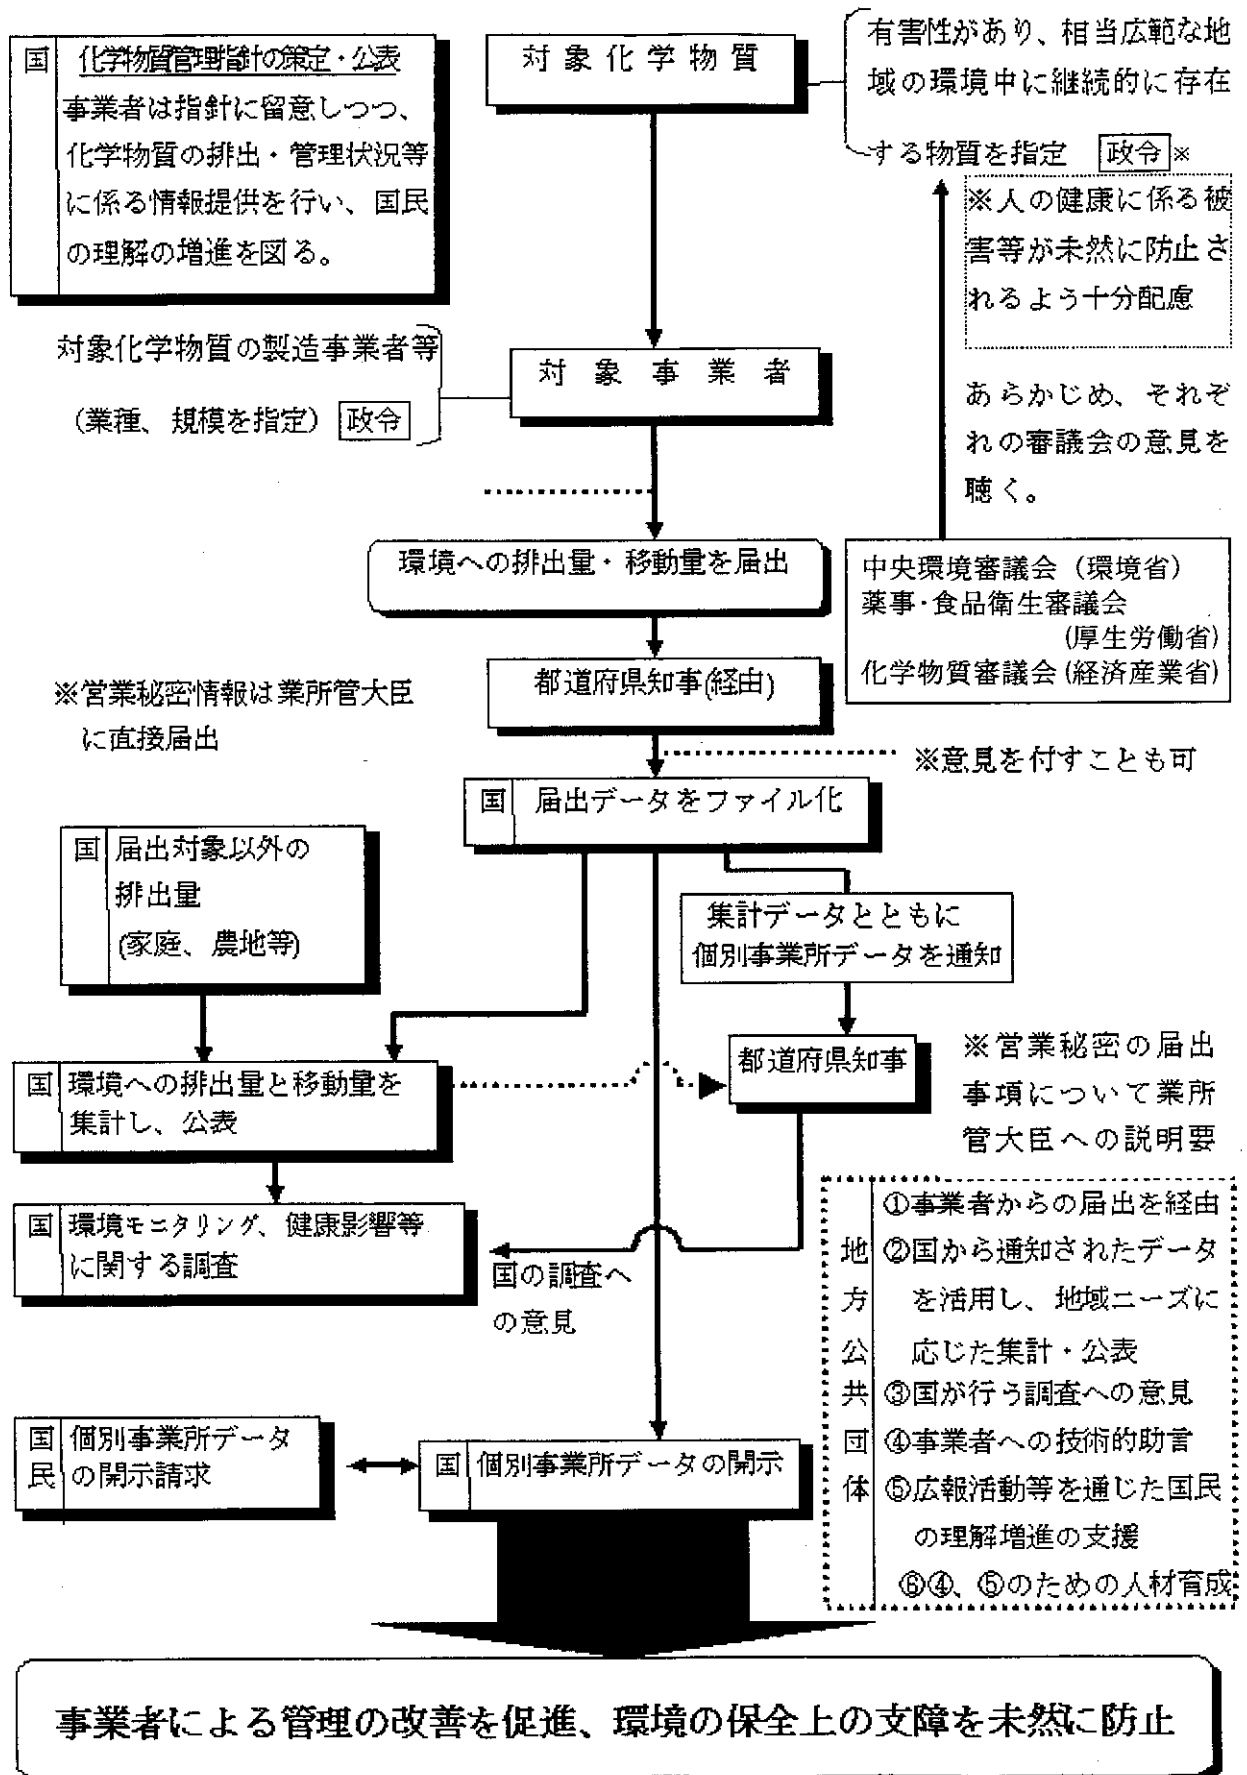 国
化学物質管理指針の策定・公表
事業者は指針に留意しつつ、
化学物質の排出・管理状況等
に係る情報提供を行い、国民
の理解の増進を図る。
対象化学物質
有害性があり、相当広範な地
域の環境中に継続的に存在
する物質を指定 政令※
※人の健康に係る被
害等が未然に防止さ
れるよう十分配慮
対象化学物質の製造事業者等
(業種、規模を指定) 政令
対象事業者
あらかじめ、それぞ
れの審議会の意見を
聴く。
環境への排出量・移動量を届出
中央環境審議会(環境省)
薬事・食品衛生審議会
(厚生労働省)
化学物質審議会(経済産業省)
都道府県知事(経由)
※営業秘密情報は業所管大臣
に直接届出
※意見を付すことも可
国 届出データをファイル化
国 届出対象以外の
排出量
(家庭、農地等)
集計データとともに
個別事業所データを通知
都道府県知事
※営業秘密の届出
事項について業所
管大臣への説明要
国 環境への排出量と移動量を
集計し、公表
国 環境モニタリング、健康影響等
に関する調査
国の調査へ
の意見
地方公共団体
①事業者からの届出を経由
②国から通知されたデータ
を活用し、地域ニーズに
応じた集計・公表
③国が行う調査への意見
④事業者への技術的助言
⑤広報活動等を通じた国民
の理解増進の支援
⑥④、⑤のための人材育成
国民
個別事業所データ
の開示請求
国 個別事業所データの開示
事業者による管理の改善を促進、環境の保全上の支障を未然に防止